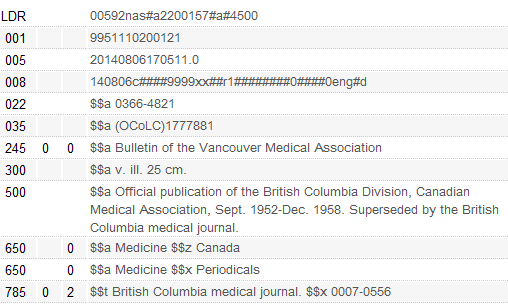 LDR 00592nas#a2200157#a#4500
001 9951110200121
005 20140806170511.0
008 140806c####9999xx##r1########0####0eng#d
022 $$a 0366-4821
035 $$a (OCoLC)1777881
245 0 0 $$a Bulletin of the Vancouver Medical Association
300 $$a v. ill. 25 cm.
500 $$a Official publication of the British Columbia Division, Canadian
Medical Association, Sept. 1952-Dec. 1958. Superseded by the British
Columbia medical journal.
650 0 $$a Medicine $$z Canada
650 0 $$a Medicine $$x Periodicals
785 0 2 $$t British Columbia medical journal. $$x 0007-0556